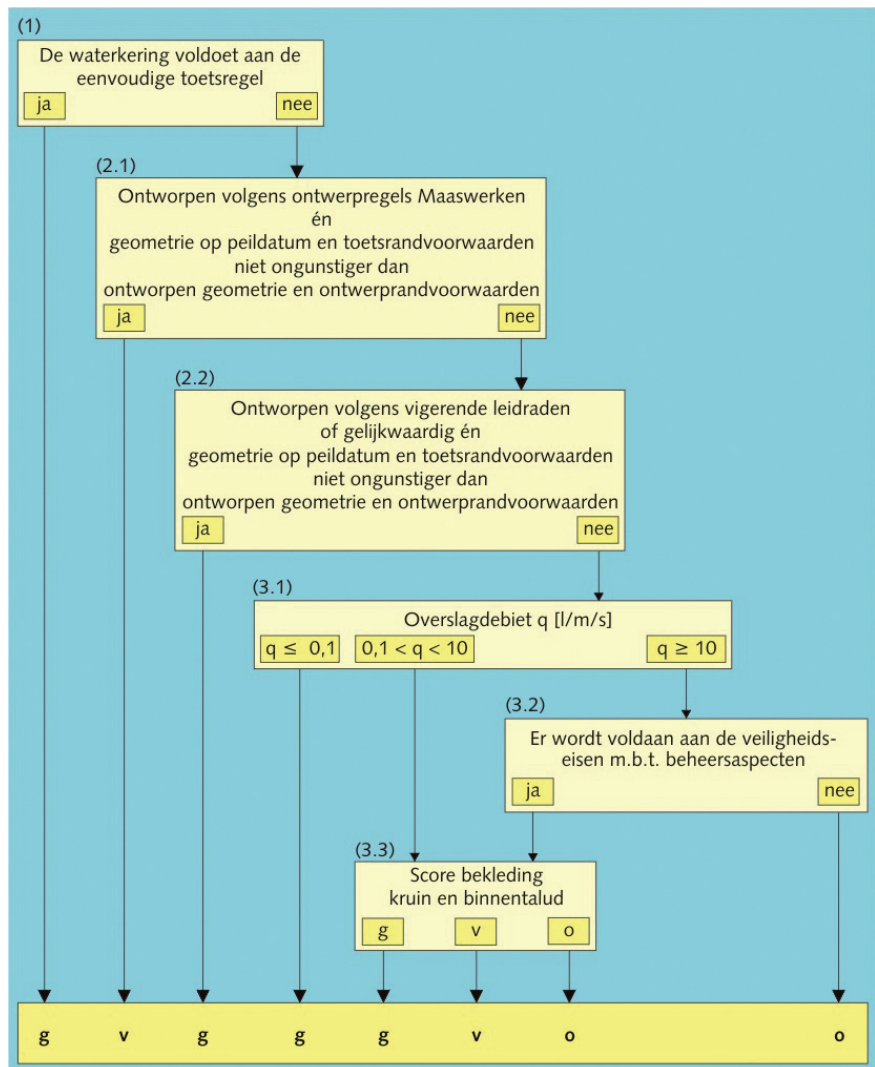 (1)
De waterkering voldoet aan de
eenvoudige toetsregel
ja nee
(2.1)
Ontworpen volgens ontwerpregels Maaswerken
én
geometrie op peildatum en toetsrandvoorwaarden
niet ongunstiger dan
ontworpen geometrie en ontwerprandvoorwaarden
ja nee
(2.2)
Ontworpen volgens vigerende leidraden
of gelijkwaardig én
geometrie op peildatum en toetsrandvoorwaarden
niet ongunstiger dan
ontworpen geometrie en ontwerprandvoorwaarden
ja nee
(3.1)
Overslagdebiet q [l/m/s]
q ≤ 0,1 0,1 < q < 10 q ≥ 10
(3.2)
Er wordt voldaan aan de veiligheids-
eisen m.b.t. beheersaspecten
ja nee
(3.3)
Score bekleding
kruin en binnentalud
g v o
g v g g g v o o